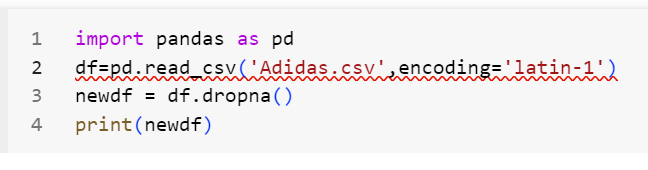 1 import pandas as pd
2 df=pd.read_csv('Adidas.csv',encoding='latin-1')
3 newdf = df.dropna()
4 print(newdf)